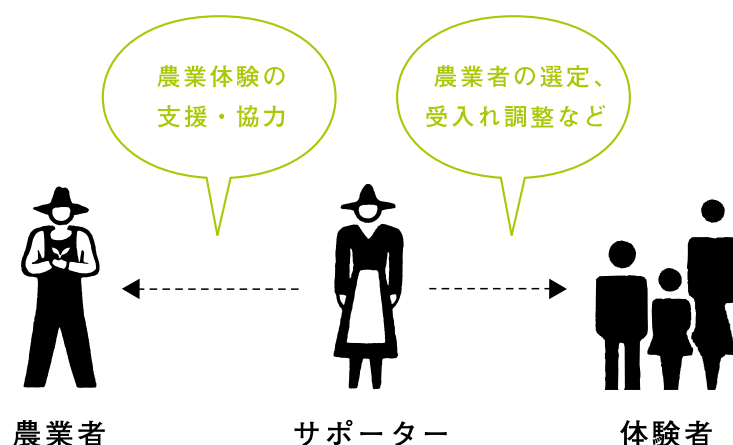 農業体験の
支援・協力
農業者の選定、
受入れ調整など
農業者
サポーター
体験者